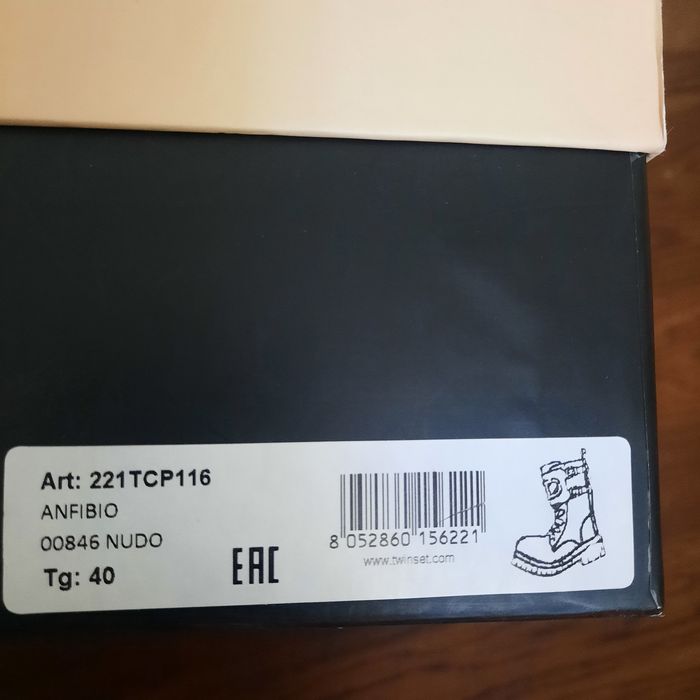 Art: 221TCP116
ANFIBIO
00846 NUDO
Tg: 40
EAC
8 052860 156221
www.twinset.com